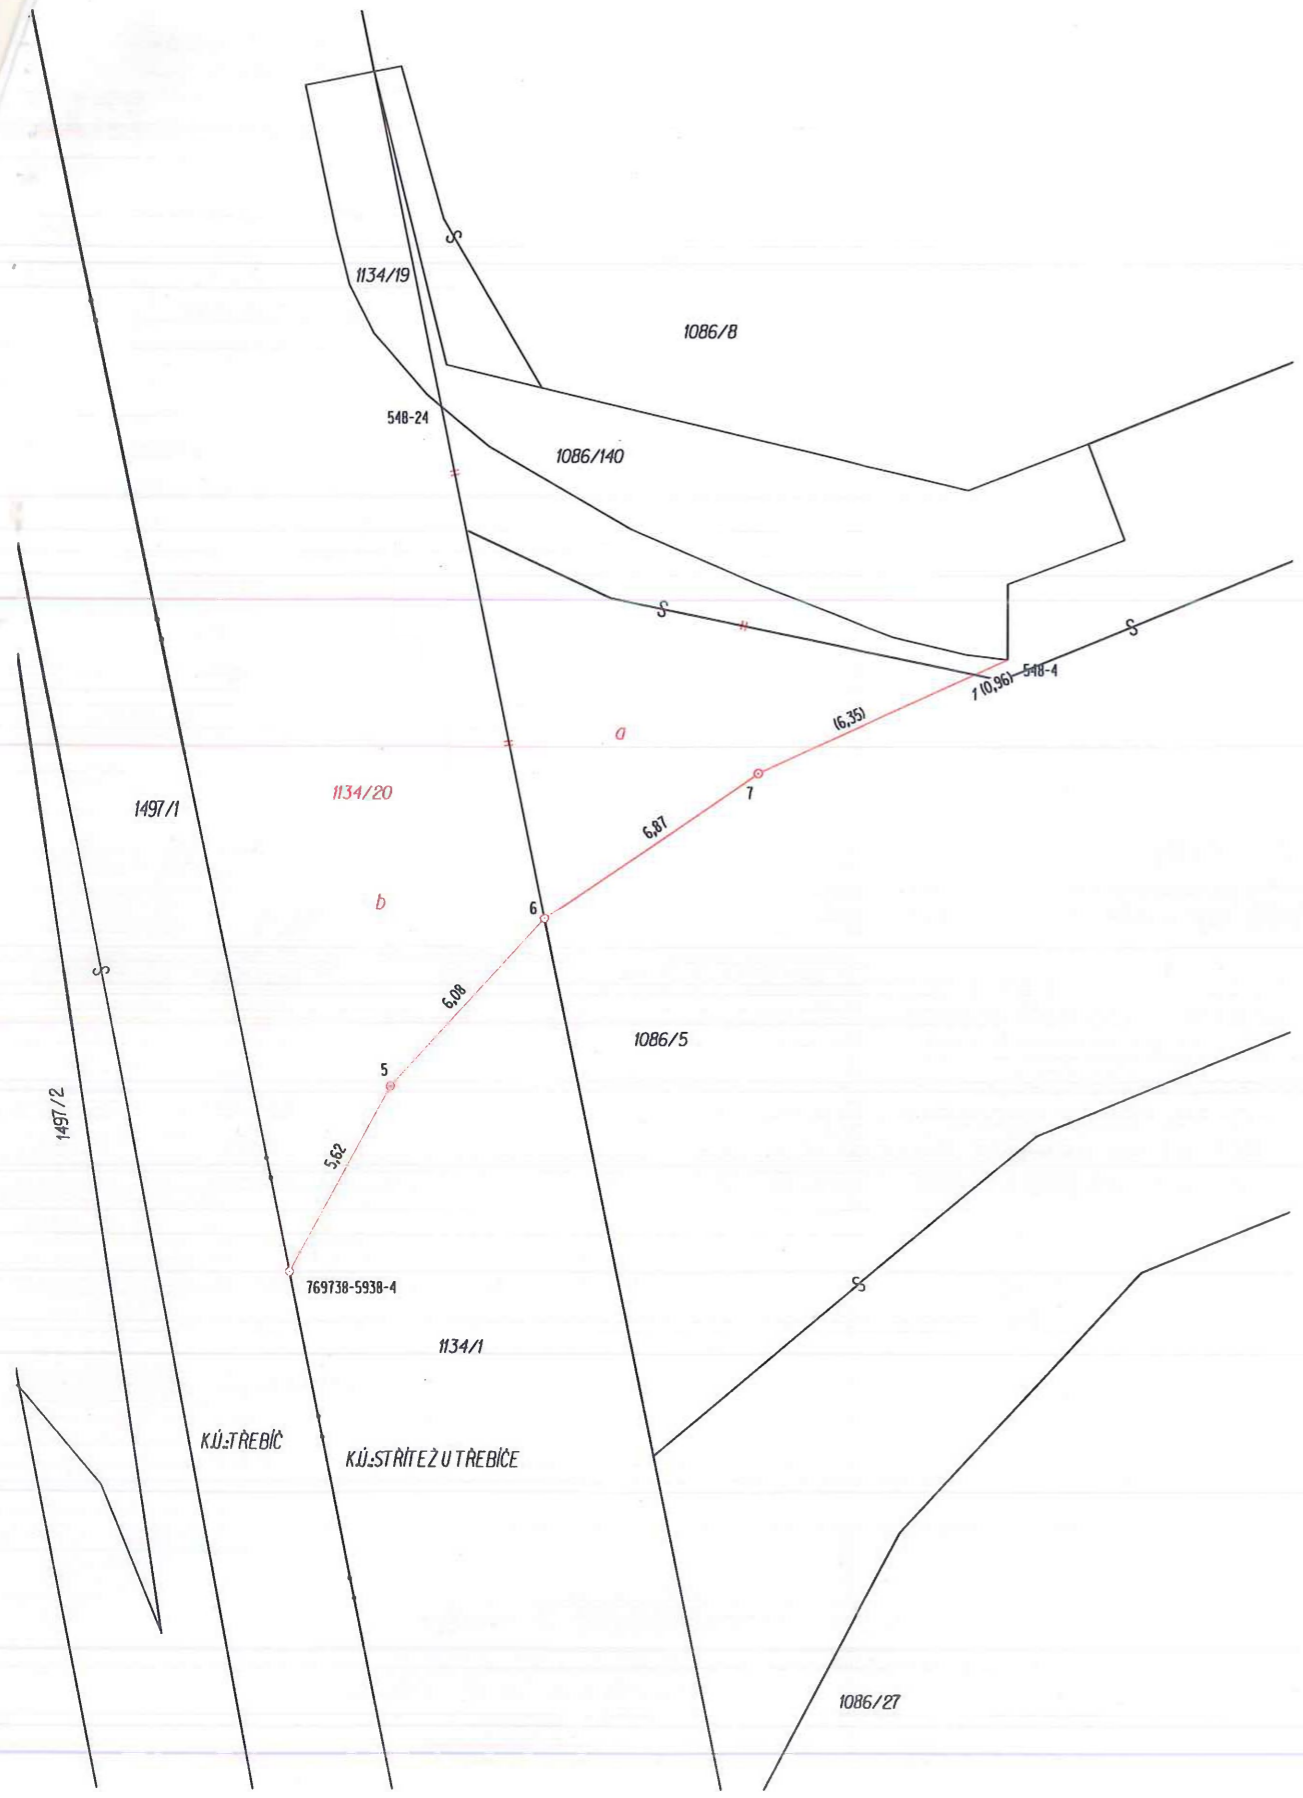 1134/19
1086/8
548-24
1086/140
S
S
S
1 (0,96)
548-4
(6,35)
a
7
1134/20
1497/1
6,87
b
6
S
6,08
1086/5
5
1497/2
5,62
769738-5938-4
S
1134/1
K.Ú.:TŘEBÍČ
K.Ú.:STŘÍTEŽ U TŘEBÍČE
1086/27